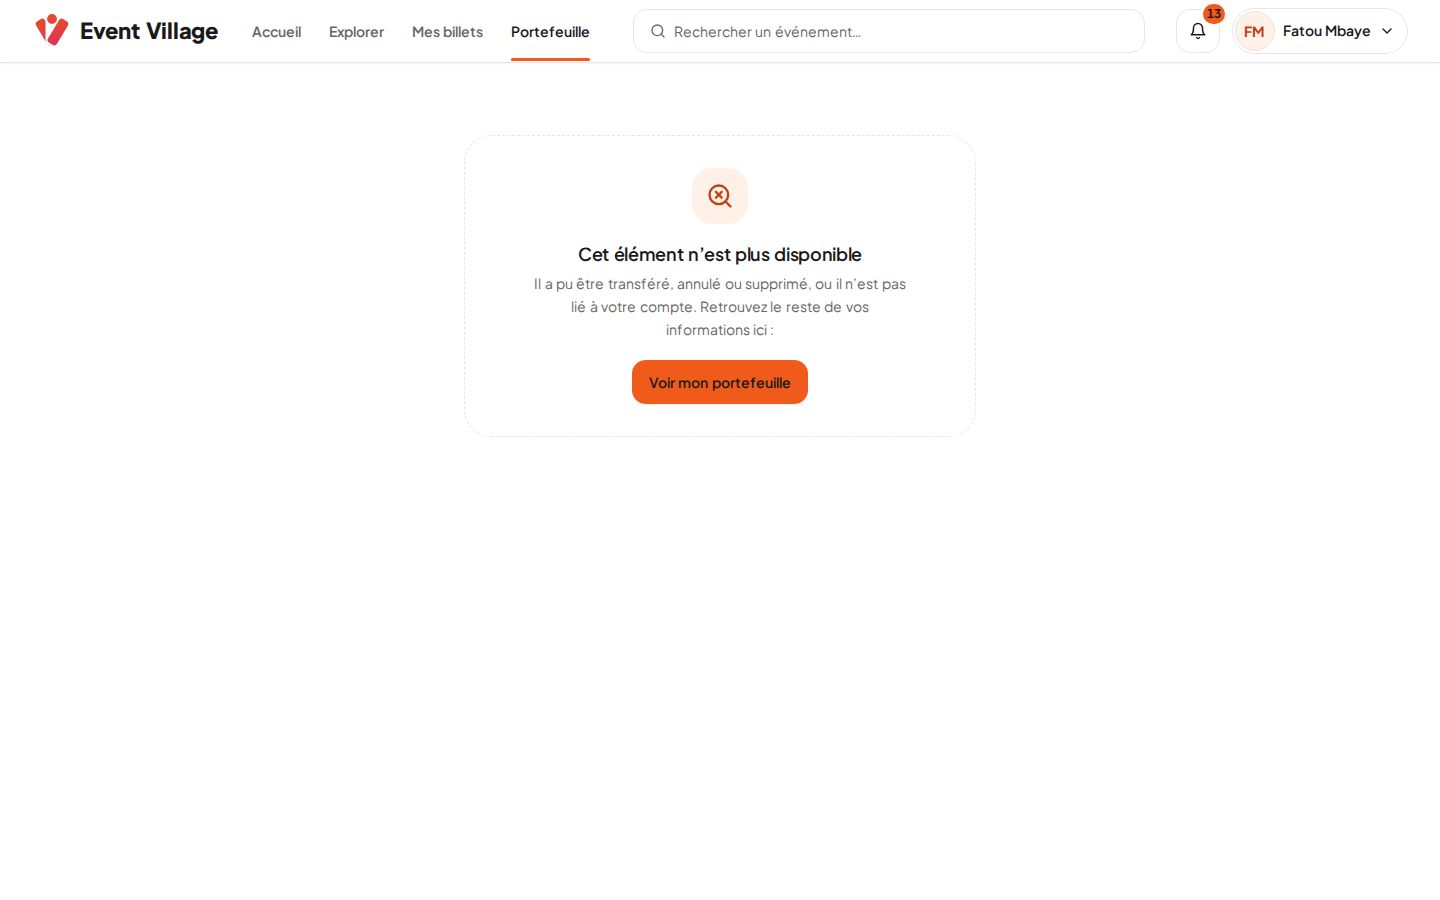 Event Village
Accueil
Explorer
Mes billets
Portefeuille
Rechercher un événement...
13
FM
Fatou Mbaye
Cet élément n’est plus disponible
Il a pu être transféré, annulé ou supprimé, ou il n’est pas
lié à votre compte. Retrouvez le reste de vos
informations ici :
Voir mon portefeuille